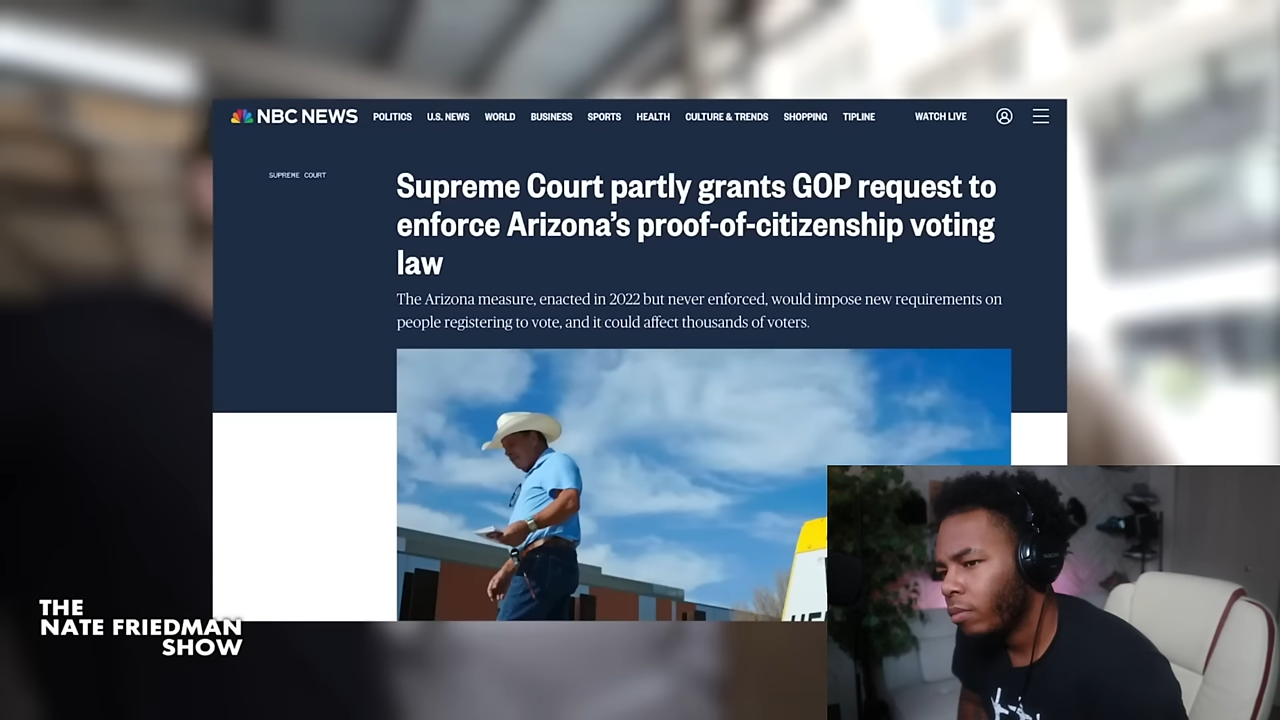 NBC NEWS POLITICS U.S. NEWS WORLD BUSINESS SPORTS HEALTH CULTURE & TRENDS SHOPPING TIPLINE WATCH LIVE
SUPREME COURT
Supreme Court partly grants GOP request to
enforce Arizona’s proof-of-citizenship voting
law
The Arizona measure, enacted in 2022 but never enforced, would impose new requirements on
people registering to vote, and it could affect thousands of voters.
THE
NATE FRIEDMAN
SHOW